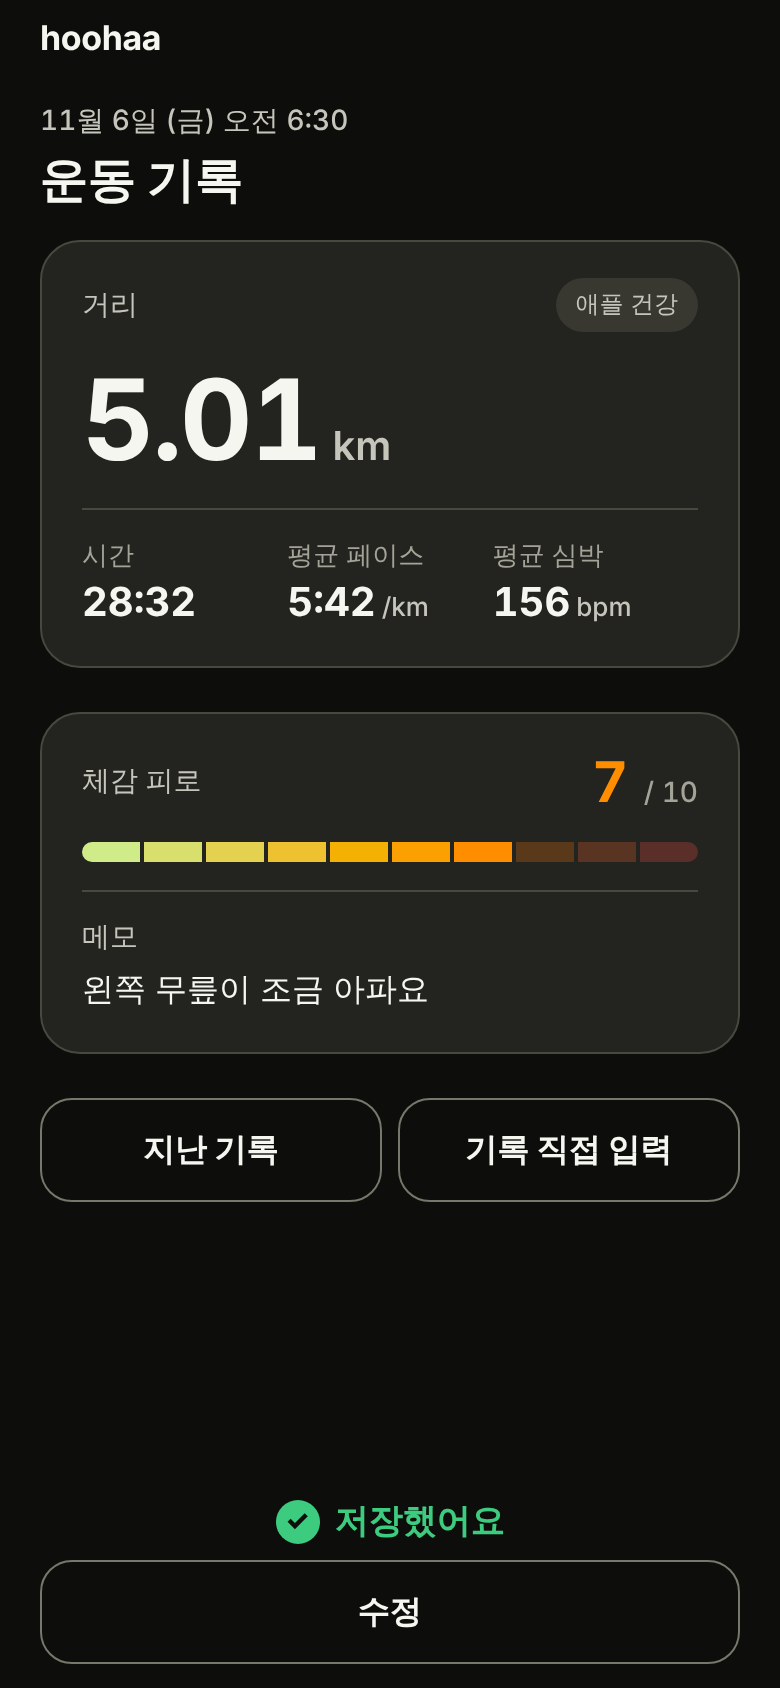 hoohaa
11월 6일 (금) 오전 6:30
운동 기록
거리
애플 건강
5.01 km
시간 평균 페이스 평균 심박
28:32 5:42 /km 156 bpm
체감 피로 7 / 10
메모
왼쪽 무릎이 조금 아파요
지난 기록 기록 직접 입력
저장했어요
수정